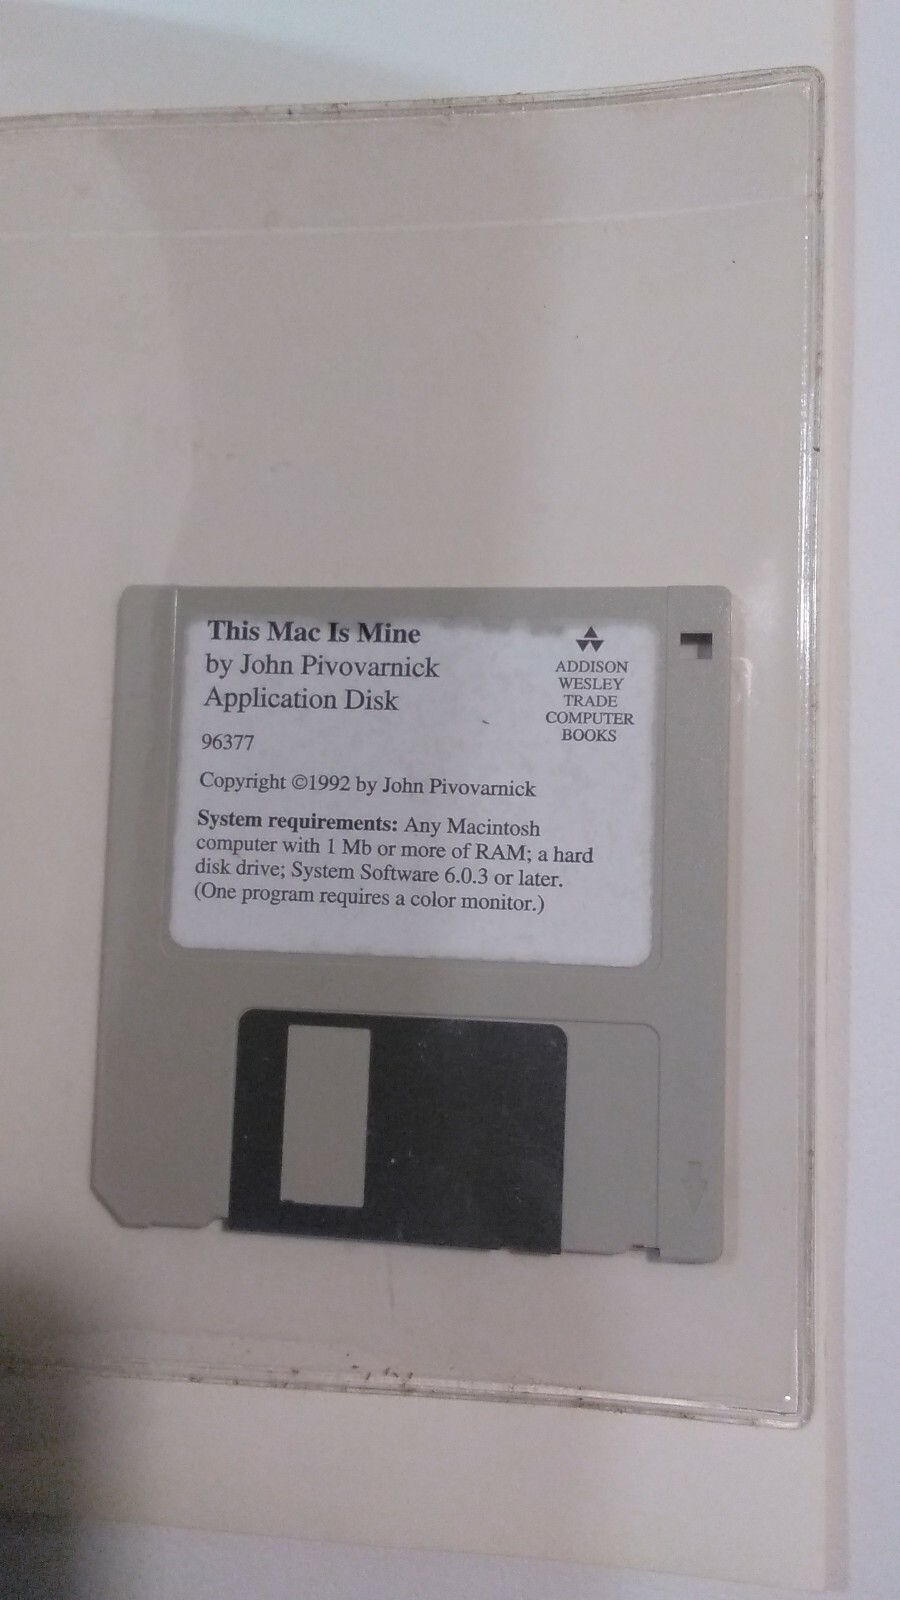 This Mac Is Mine
by John Pivovarnick
Application Disk
96377
Copyright ©1992 by John Pivovarnick
System requirements: Any Macintosh
computer with 1 Mb or more of RAM; a hard
disk drive; System Software 6.0.3 or later.
(One program requires a color monitor.)
ADDISON
WESLEY
TRADE
COMPUTER
BOOKS